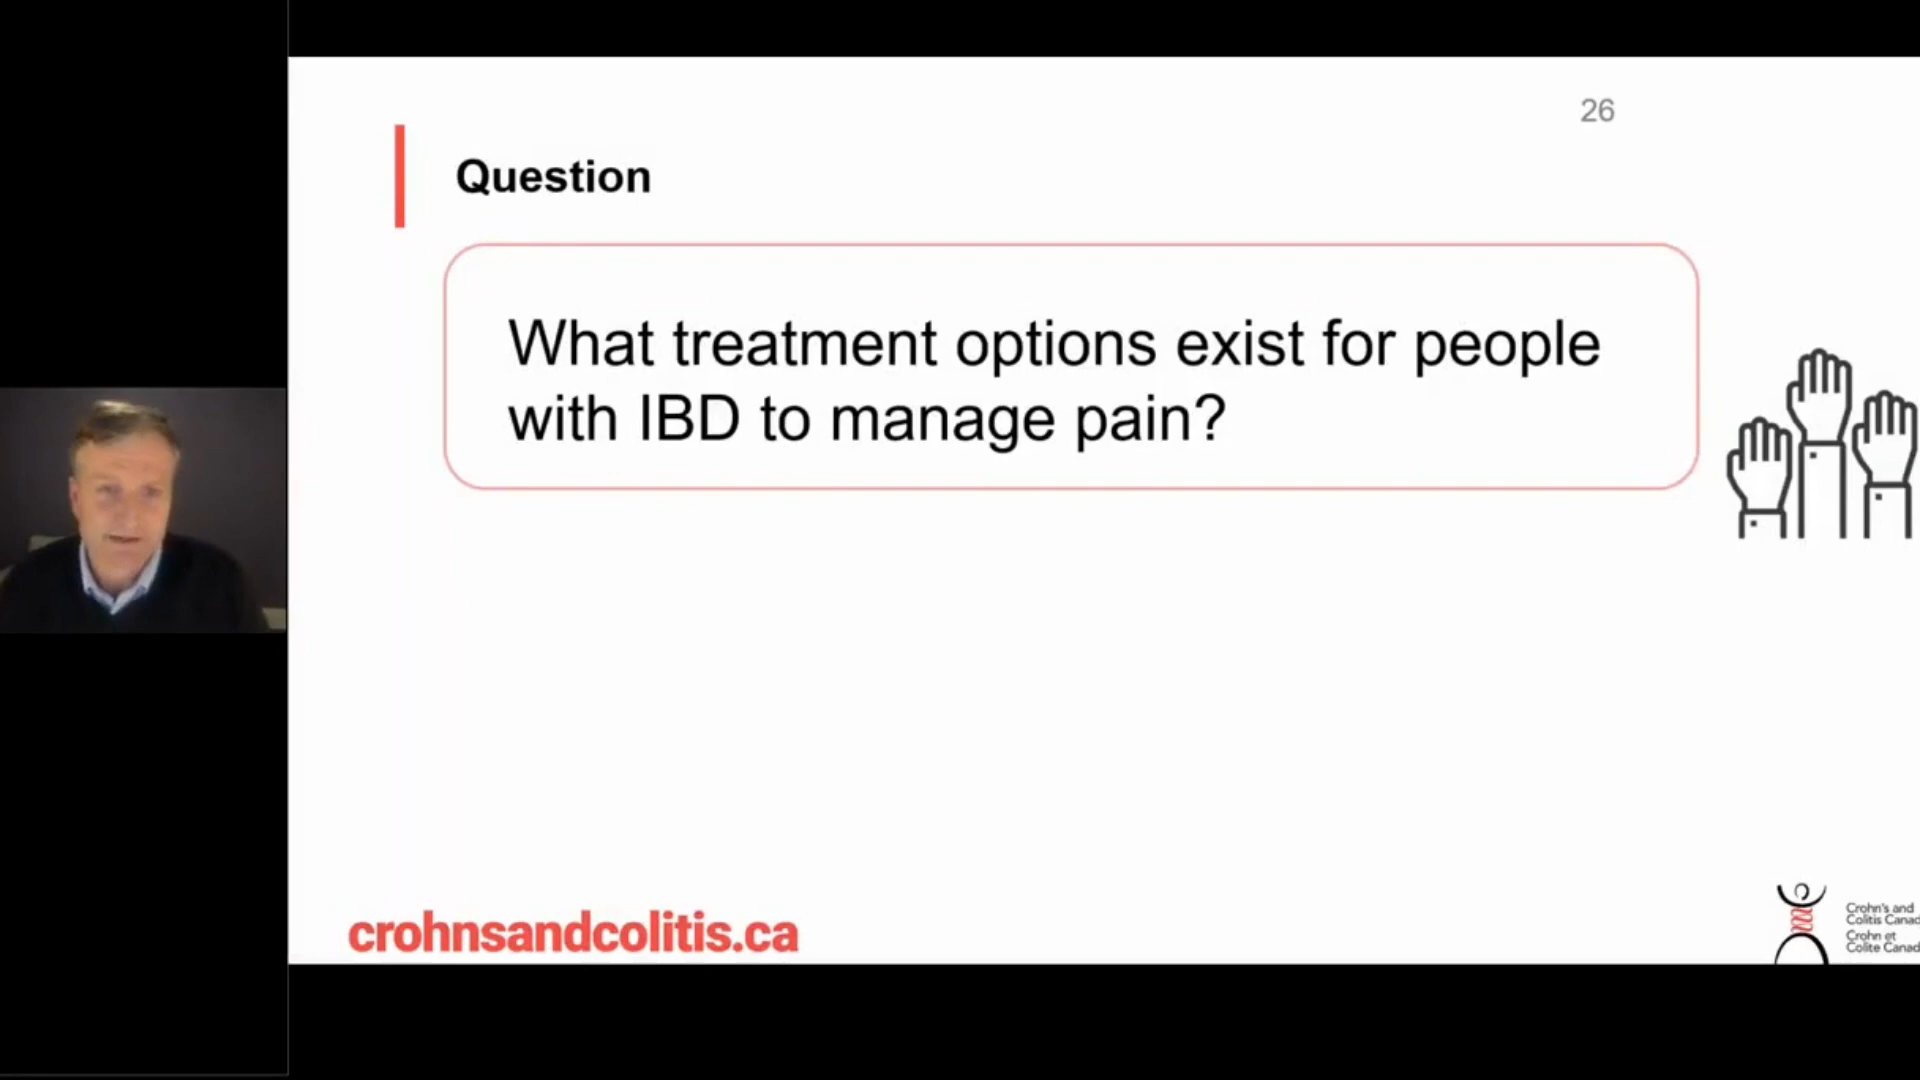 26
Question
What treatment options exist for people
with IBD to manage pain?
crohnsandcolitis.ca
Crohn's and
Colitis Canad
Crohn et
Colite Canad